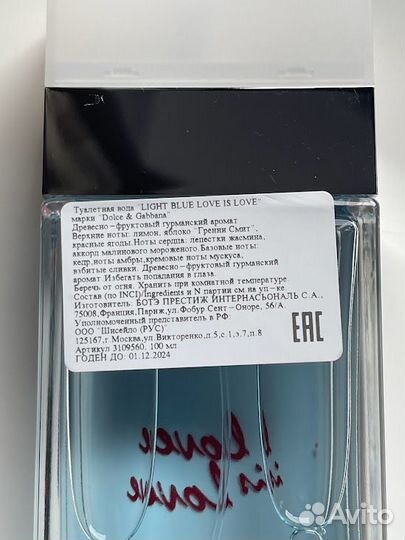 Туалетная вода "LIGHT BLUE LOVE IS LOVE"
марки "Dolce & Gabbana"
Древесно-фруктовый гурманский аромат
Верхние ноты: лимон, яблоко "Гренни Смит",
красные ягоды.Ноты сердца: лепестки жасмина,
аккорд малинового мороженого.Базовые ноты:
кедр,ноты амбры,кремовые ноты мускуса,
взбитые сливки. Древесно-фруктовый гурманский
аромат.Избегать попадания в глаза.
Беречь от огня. Хранить при комнатной температуре
Состав (по INCI)/Ingredients и N партии см.на уп-ке
Изготовитель: БОТЭ ПРЕСТИЖ ИНТЕРНАСЬОНАЛЬ С.А.,
75008,Франция,Париж,ул.Фобур Сент-Оноре, 56/А.
Уполномоченный представитель в РФ:
ООО "Шисейдо (РУС)"
125167,г.Москва,ул.Викторенко,д.5,с.1,э.7,п.8
Артикул 3109560, 100 мл
ГОДЕН ДО: 01.12.2024
EAC
Love
is Love
Avito